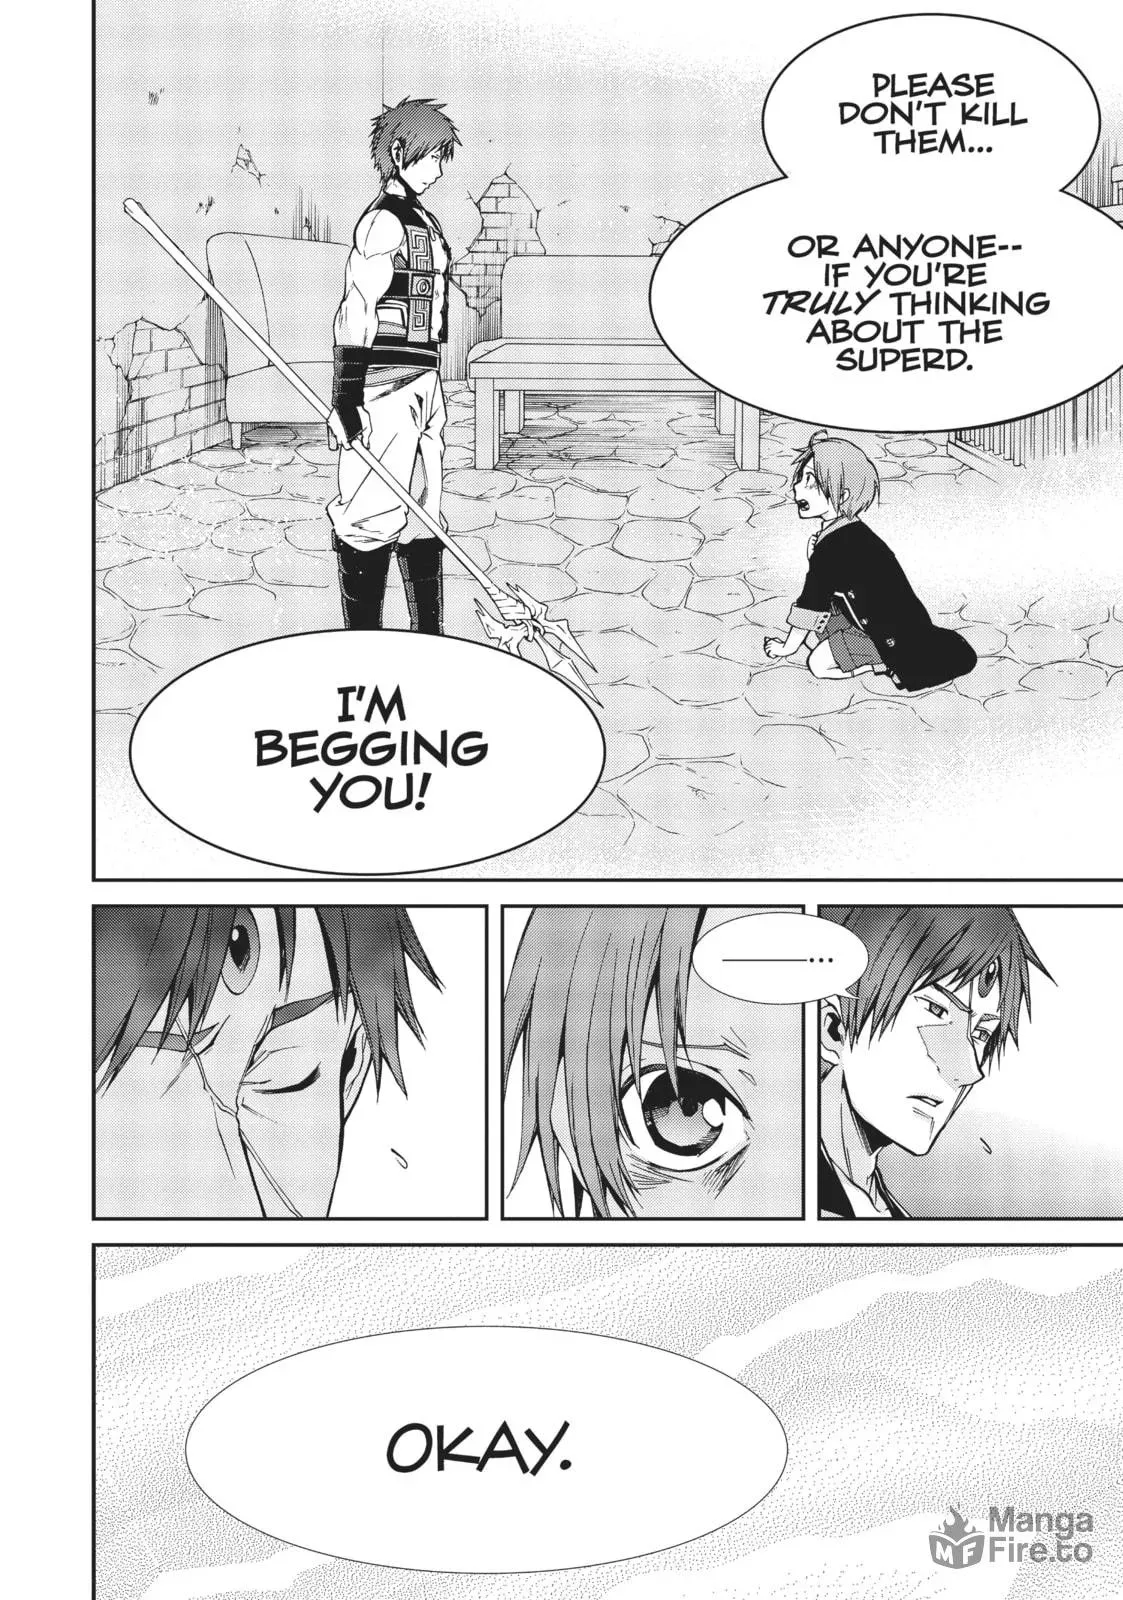 PLEASE
DON'T KILL
THEM...
OR ANYONE--
IF YOU'RE
TRULY THINKING
ABOUT THE
SUPERD.
I'M
BEGGING
YOU!
——...
OKAY.
MF
Manga
Fire.to